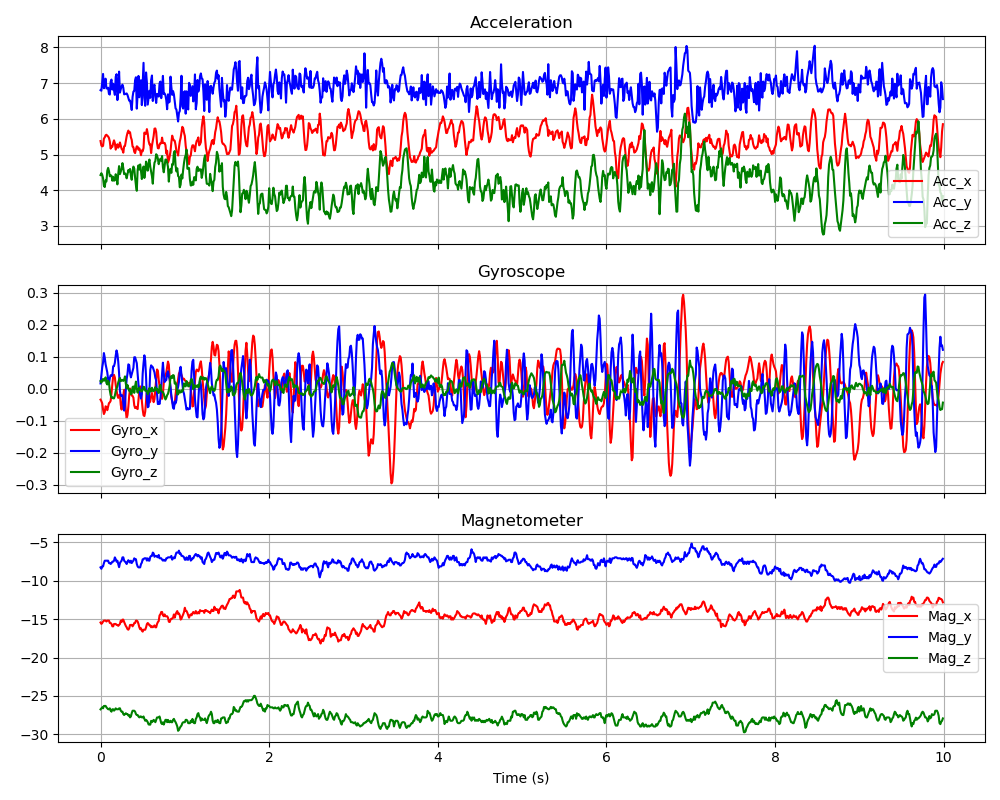 Acceleration
8
7
6
5
4
3
Acc_x
Acc_y
Acc_z
Gyroscope
0.3
0.2
0.1
0.0
−0.1
−0.2
−0.3
Gyro_x
Gyro_y
Gyro_z
Magnetometer
−5
−10
−15
−20
−25
−30
Mag_x
Mag_y
Mag_z
0 2 4 6 8 10
Time (s)